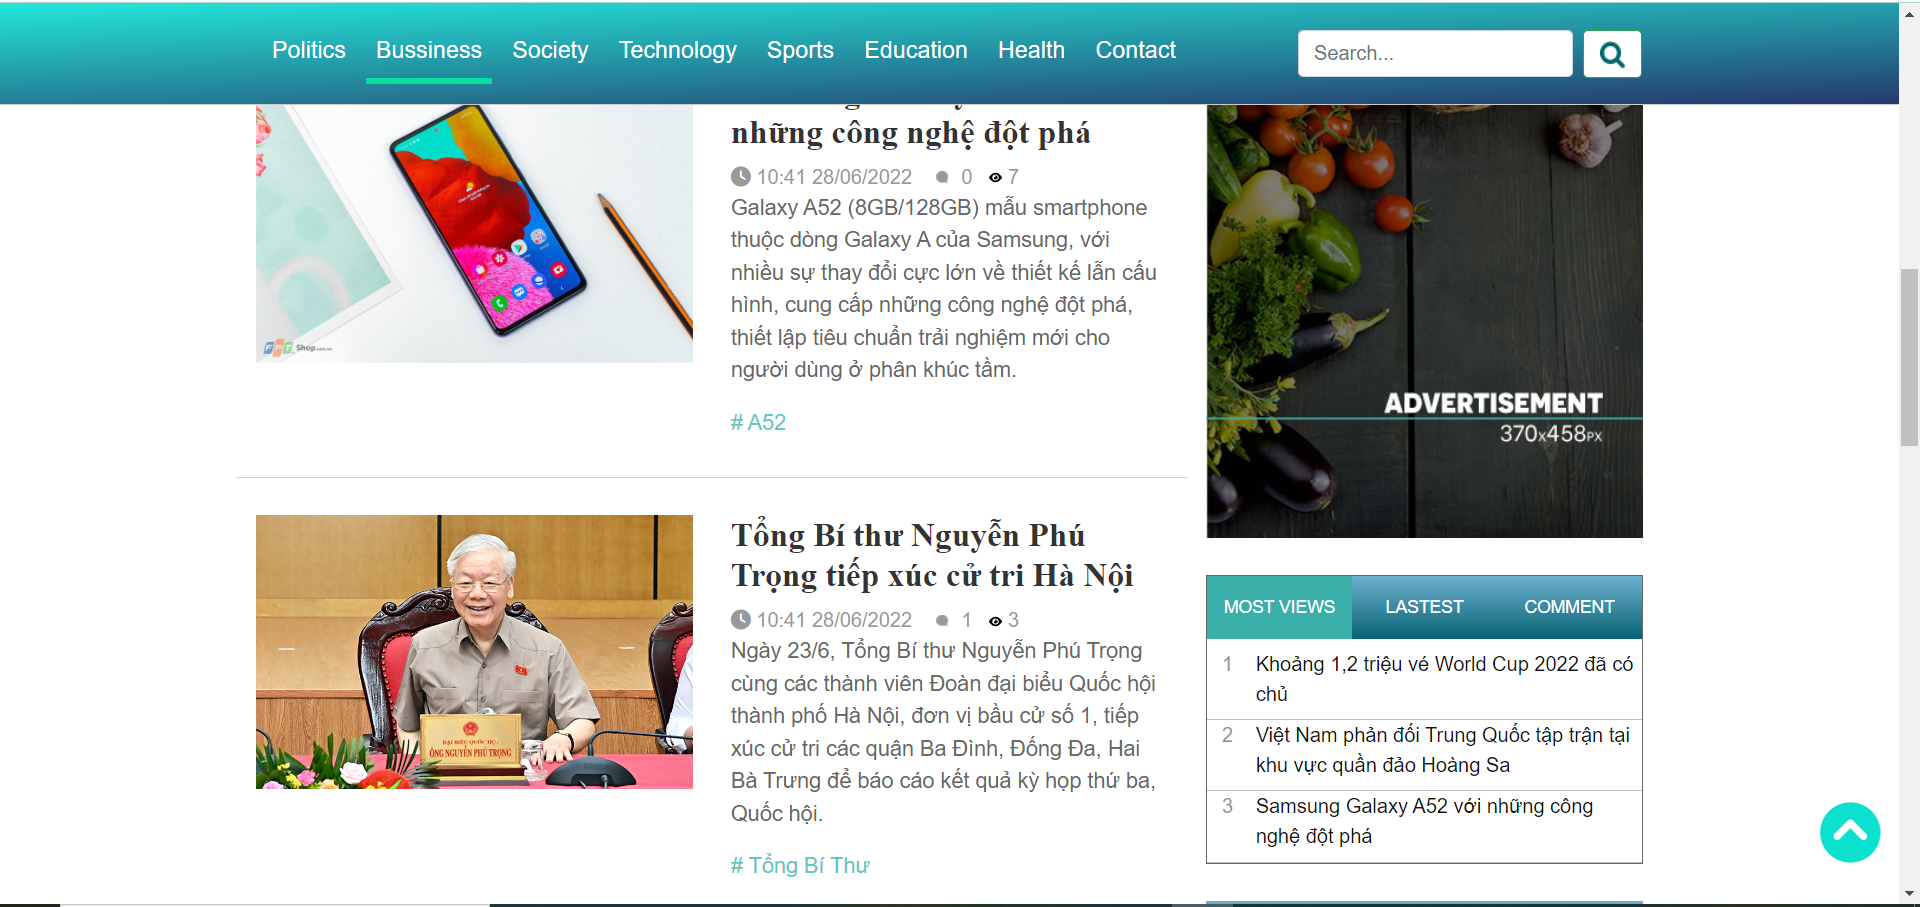 Politics Bussiness Society Technology Sports Education Health Contact Search...
những công nghệ đột phá
10:41 28/06/2022 0 7
Galaxy A52 (8GB/128GB) mẫu smartphone
thuộc dòng Galaxy A của Samsung, với
nhiều sự thay đổi cực lớn về thiết kế lẫn cấu
hình, cung cấp những công nghệ đột phá,
thiết lập tiêu chuẩn trải nghiệm mới cho
người dùng ở phân khúc tầm.
# A52
FPT Shop.com.vn
Tổng Bí thư Nguyễn Phú
Trọng tiếp xúc cử tri Hà Nội
10:41 28/06/2022 1 3
Ngày 23/6, Tổng Bí thư Nguyễn Phú Trọng
cùng các thành viên Đoàn đại biểu Quốc hội
thành phố Hà Nội, đơn vị bầu cử số 1, tiếp
xúc cử tri các quận Ba Đình, Đống Đa, Hai
Bà Trưng để báo cáo kết quả kỳ họp thứ ba,
Quốc hội.
# Tổng Bí Thư
ĐẠI BIỂU QUỐC HỘI
ÔNG NGUYỄN PHÚ TRỌNG
ADVERTISEMENT
370x458PX
MOST VIEWS LASTEST COMMENT
1 Khoảng 1,2 triệu vé World Cup 2022 đã có
chủ
2 Việt Nam phản đối Trung Quốc tập trận tại
khu vực quần đảo Hoàng Sa
3 Samsung Galaxy A52 với những công
nghệ đột phá